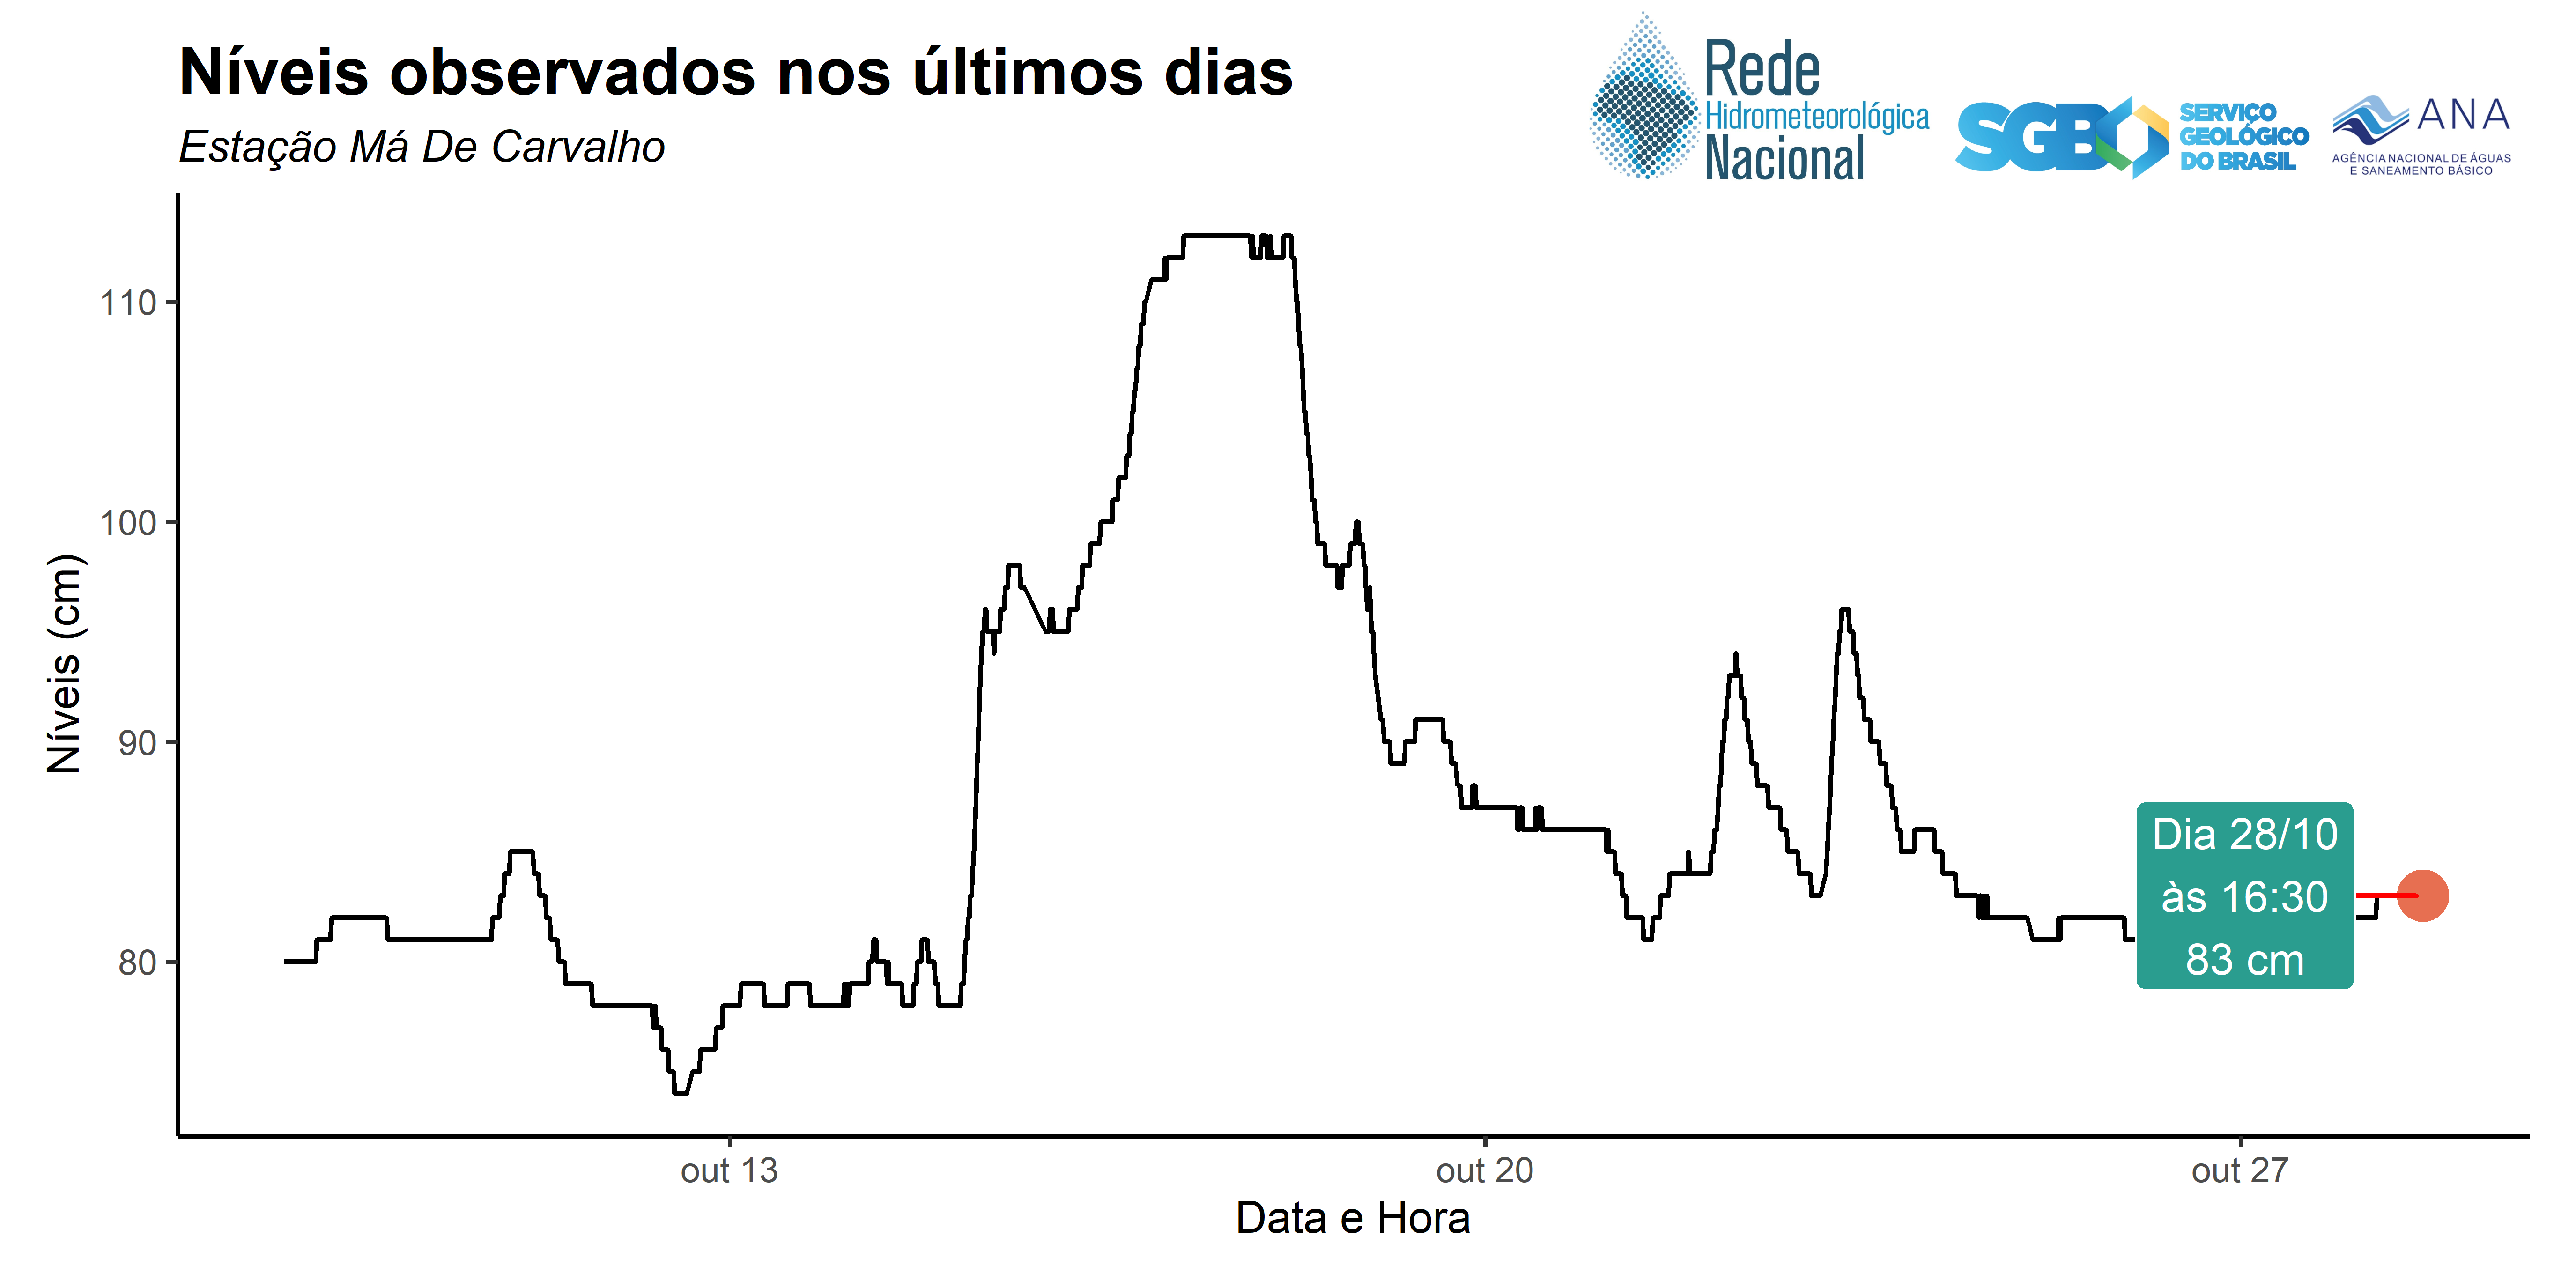 Níveis observados nos últimos dias
Estação Má De Carvalho
Rede
Hidrometeorológica
Nacional
SGB
SERVIÇO
GEOLÓGICO
DO BRASIL
ANA
AGÊNCIA NACIONAL DE ÁGUAS
E SANEAMENTO BÁSICO
Níveis (cm)
110
100
90
80
Dia 28/10
às 16:30
83 cm
out 13
out 20
out 27
Data e Hora